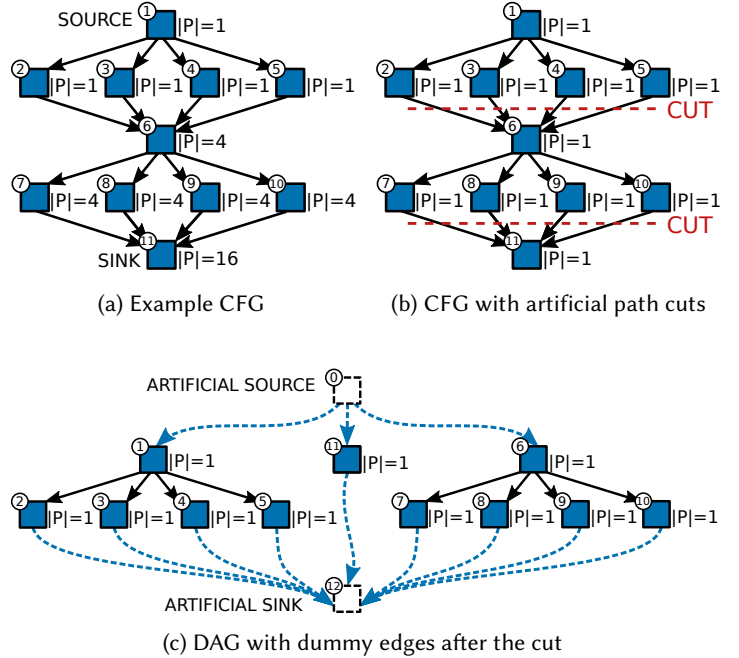 1 1
SOURCE |P|=1 |P|=1
2 3 4 5 2 3 4 5
|P|=1 |P|=1 |P|=1 |P|=1 |P|=1 |P|=1 |P|=1 |P|=1
CUT
6 6
|P|=4 |P|=1
7 8 9 10 7 8 9 10
|P|=4 |P|=4 |P|=4 |P|=4 |P|=1 |P|=1 |P|=1 |P|=1
CUT
11 11
SINK |P|=16 |P|=1
(a) Example CFG (b) CFG with artificial path cuts
0
ARTIFICIAL SOURCE
1 11 6
|P|=1 |P|=1 |P|=1
2 3 4 5 7 8 9 10
|P|=1 |P|=1 |P|=1 |P|=1 |P|=1 |P|=1 |P|=1 |P|=1
12
ARTIFICIAL SINK
(c) DAG with dummy edges after the cut